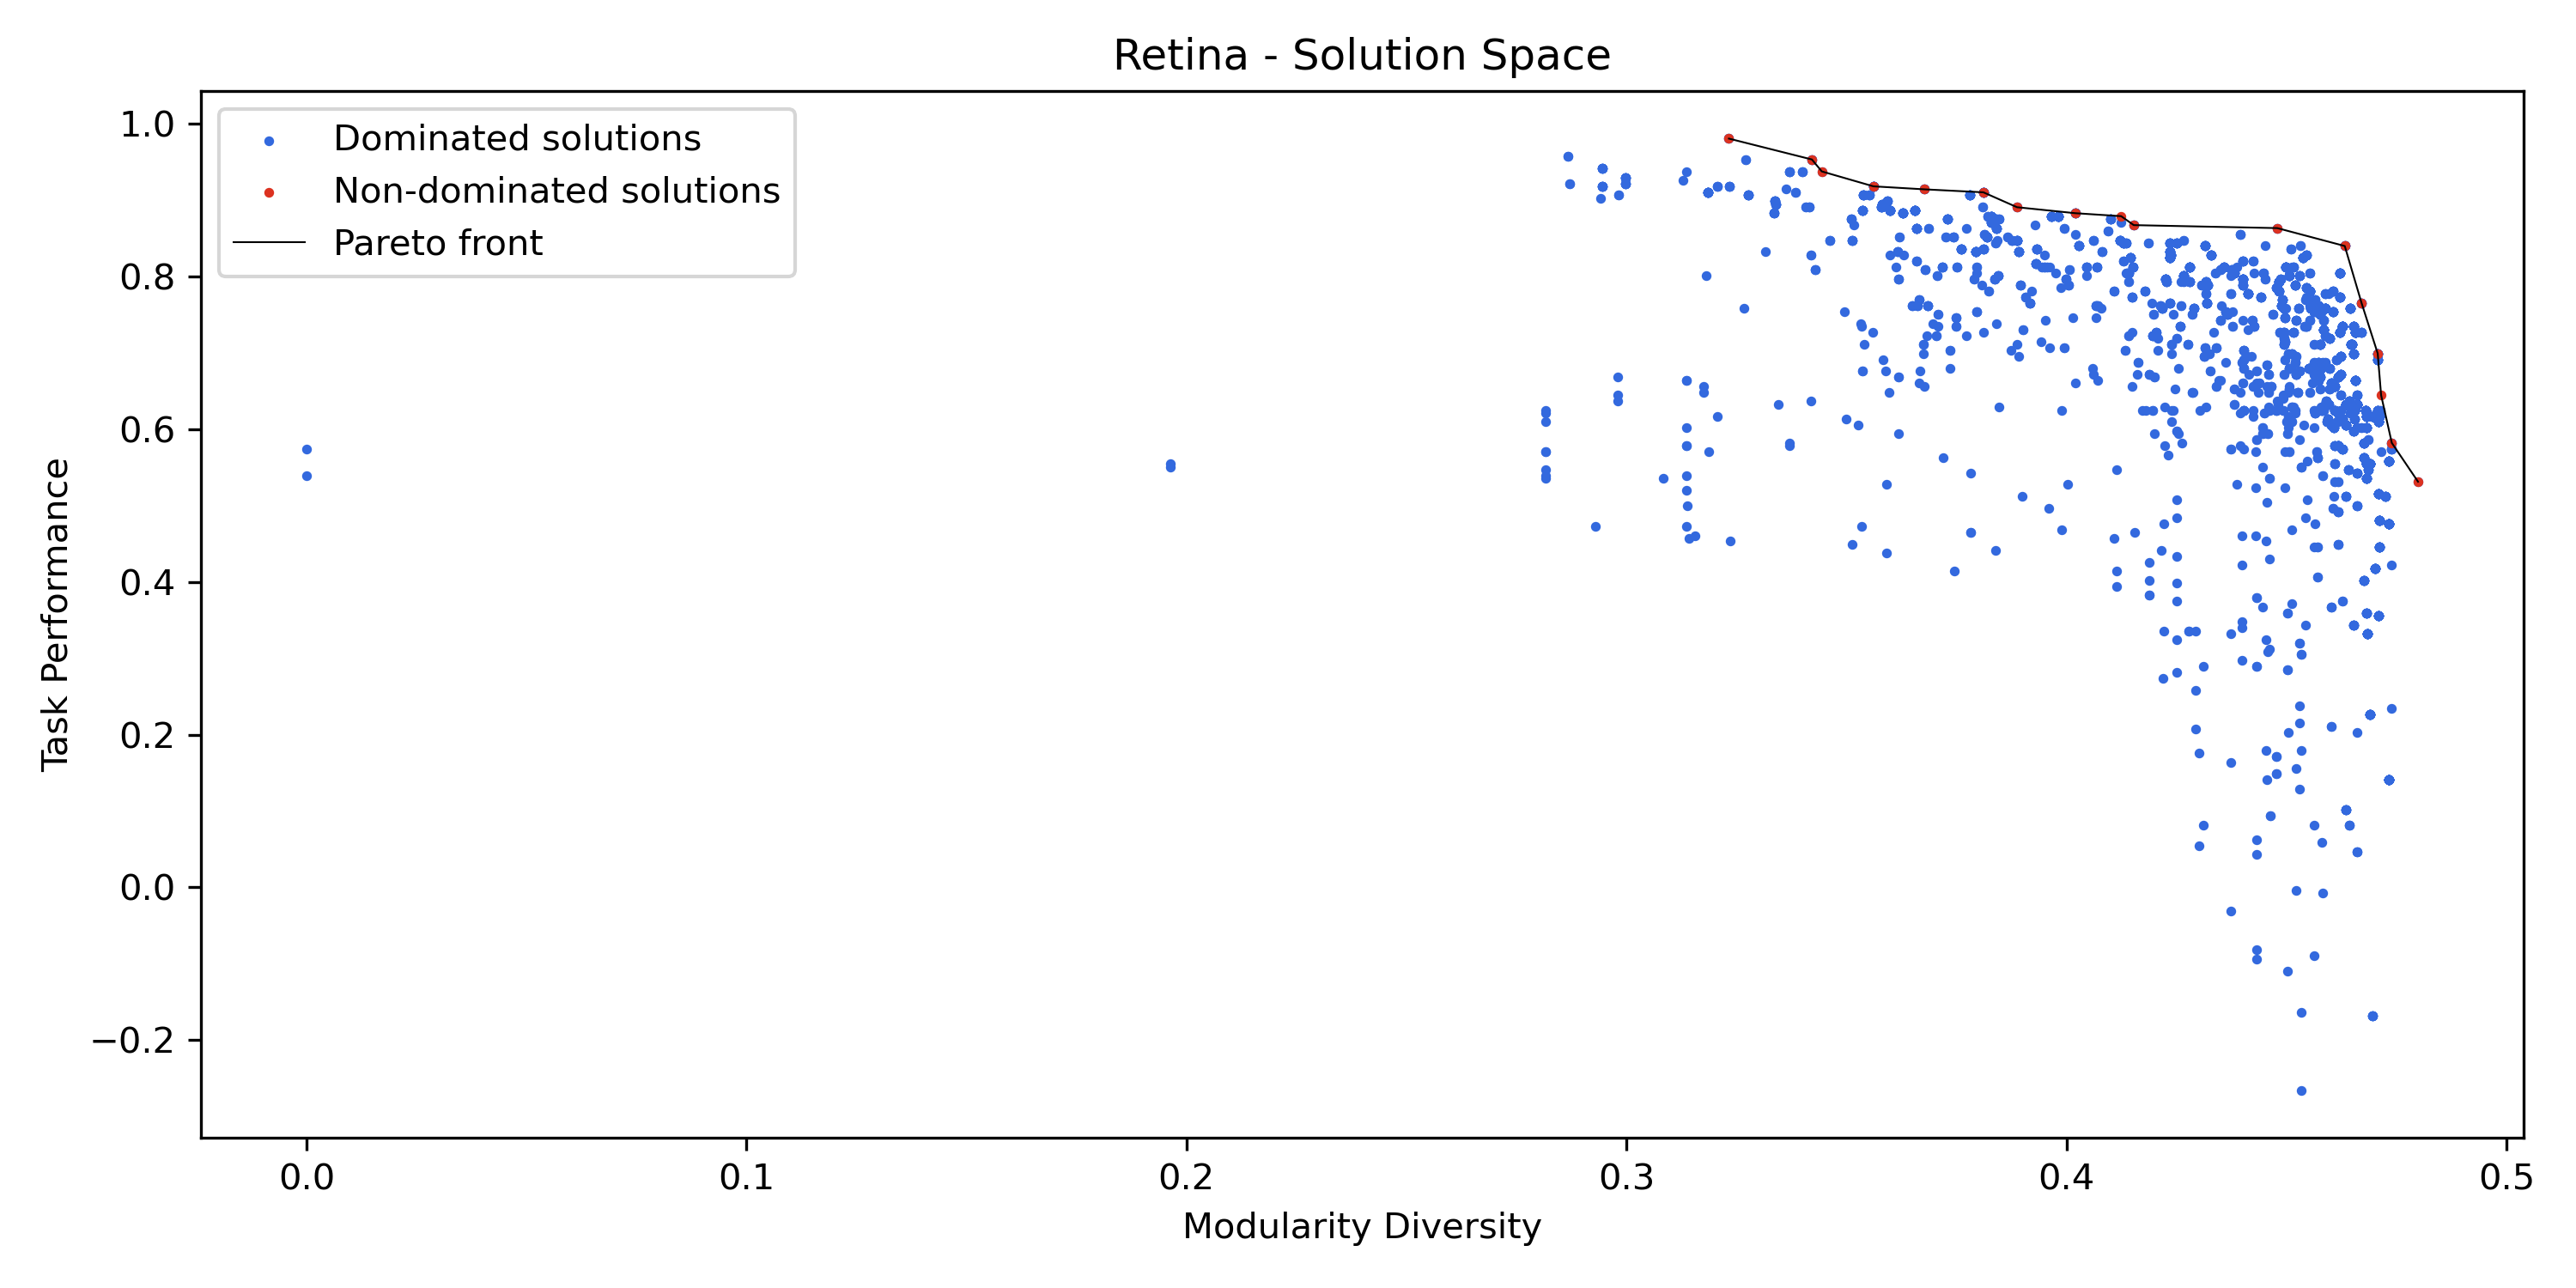 Retina - Solution Space
Dominated solutions
Non-dominated solutions
Pareto front
1.0
0.8
0.6
0.4
0.2
0.0
−0.2
Task Performance
0.0 0.1 0.2 0.3 0.4 0.5
Modularity Diversity